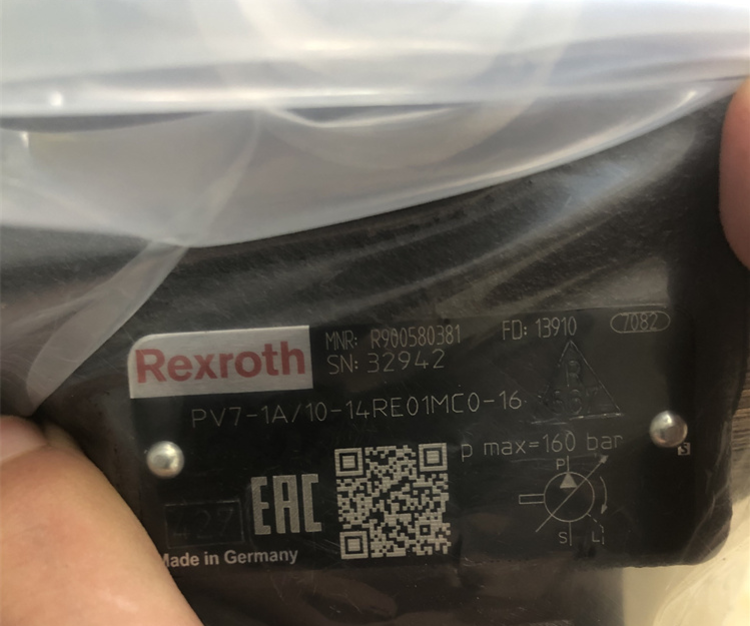 Rexroth
MNR: R900580381 FD: 13910 7082
SN: 32942
PV7-1A/10-14RE01MC0-16
R
p max=160 bar
P
S L
EAC
427
Made in Germany